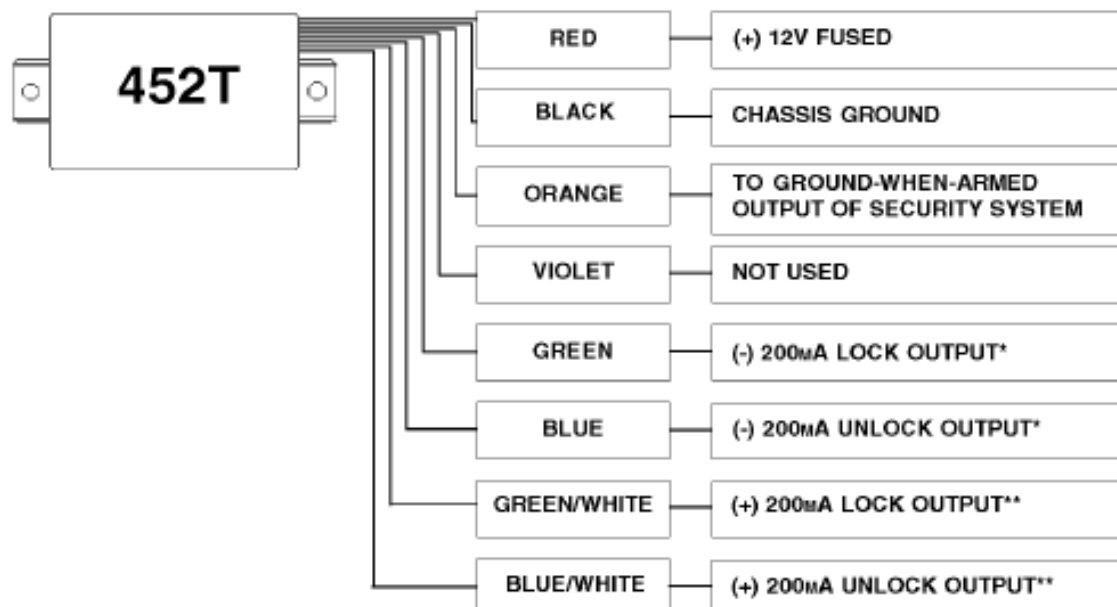 452T
RED
(+) 12V FUSED
BLACK
CHASSIS GROUND
ORANGE
TO GROUND-WHEN-ARMED
OUTPUT OF SECURITY SYSTEM
VIOLET
NOT USED
GREEN
(-) 200MA LOCK OUTPUT*
BLUE
(-) 200MA UNLOCK OUTPUT*
GREEN/WHITE
(+) 200MA LOCK OUTPUT**
BLUE/WHITE
(+) 200MA UNLOCK OUTPUT**